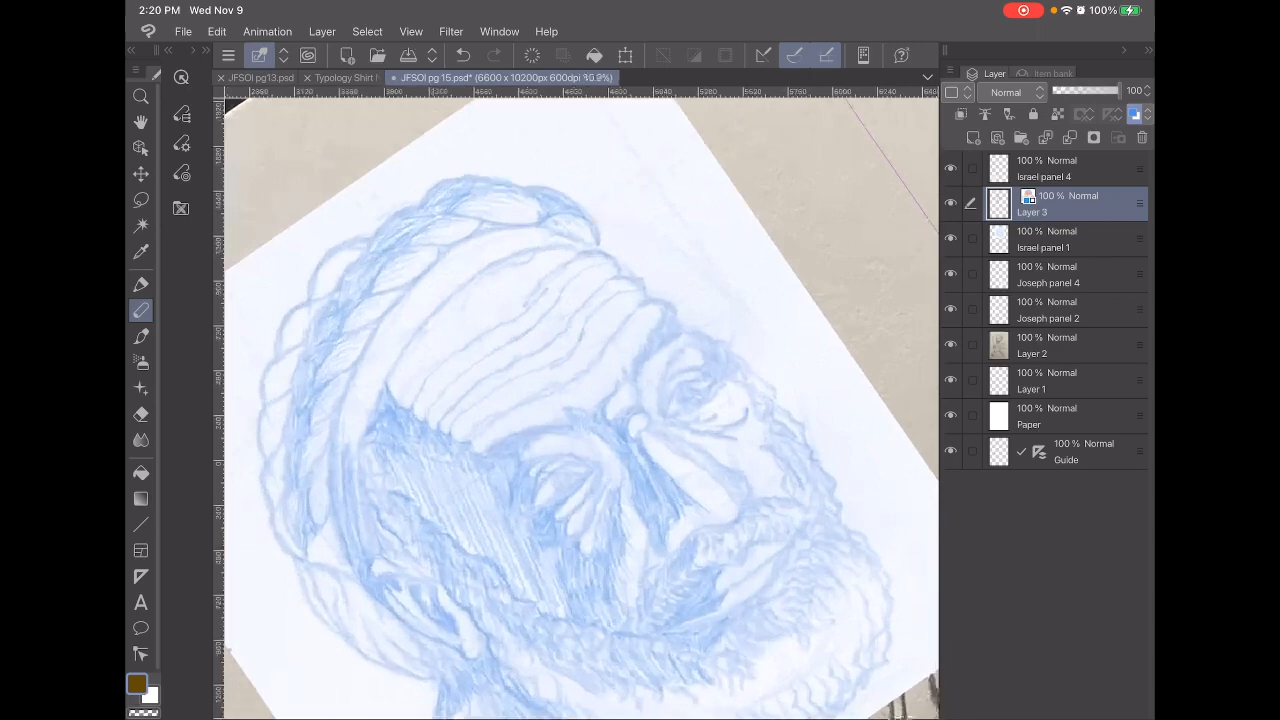 2:20 PM Wed Nov 9
100%
File Edit Animation Layer Select View Filter Window Help
JFSOI pg13.psd
Typology Shirt
JFSOI pg 15.psd* (6600 x 10200px 600dpi
Layer
Item bank
Normal
100
100 % Normal
Israel panel 4
100 % Normal
Layer 3
100 % Normal
Israel panel 1
100 % Normal
Joseph panel 4
100 % Normal
Joseph panel 2
100 % Normal
Layer 2
100 % Normal
Layer 1
100 % Normal
Paper
100 % Normal
Guide